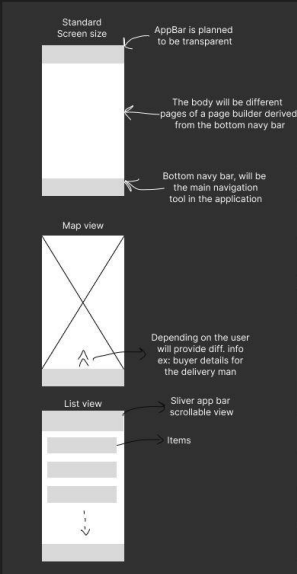 Standard
Screen size
AppBar is planned
to be transparent
The body will be different
pages of a page builder derived
from the bottom navy bar
Bottom navy bar, will be
the main navigation
tool in the application
Map view
Depending on the user
will provide diff. info
ex: buyer details for
the delivery man
List view
Sliver app bar
scrollable view
Items